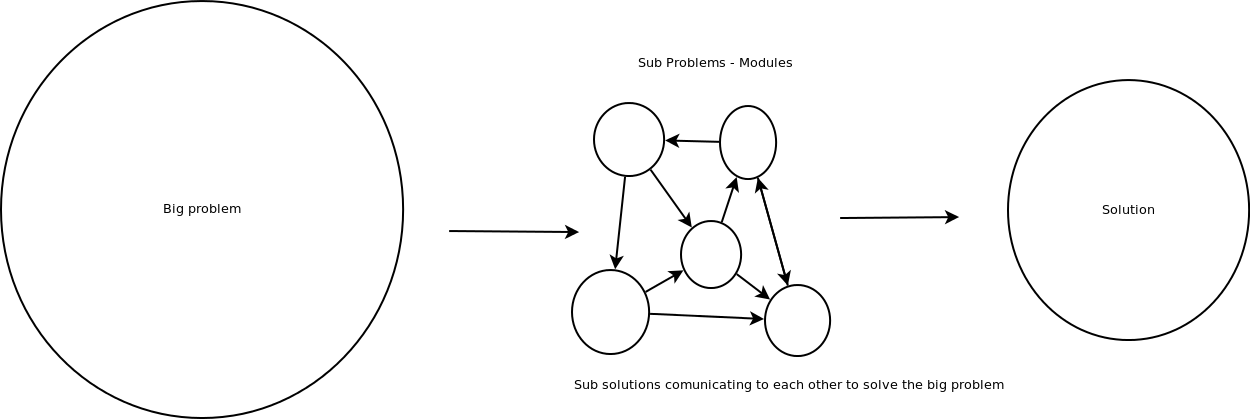 Big problem
Sub Problems - Modules
Sub solutions comunicating to each other to solve the big problem
Solution